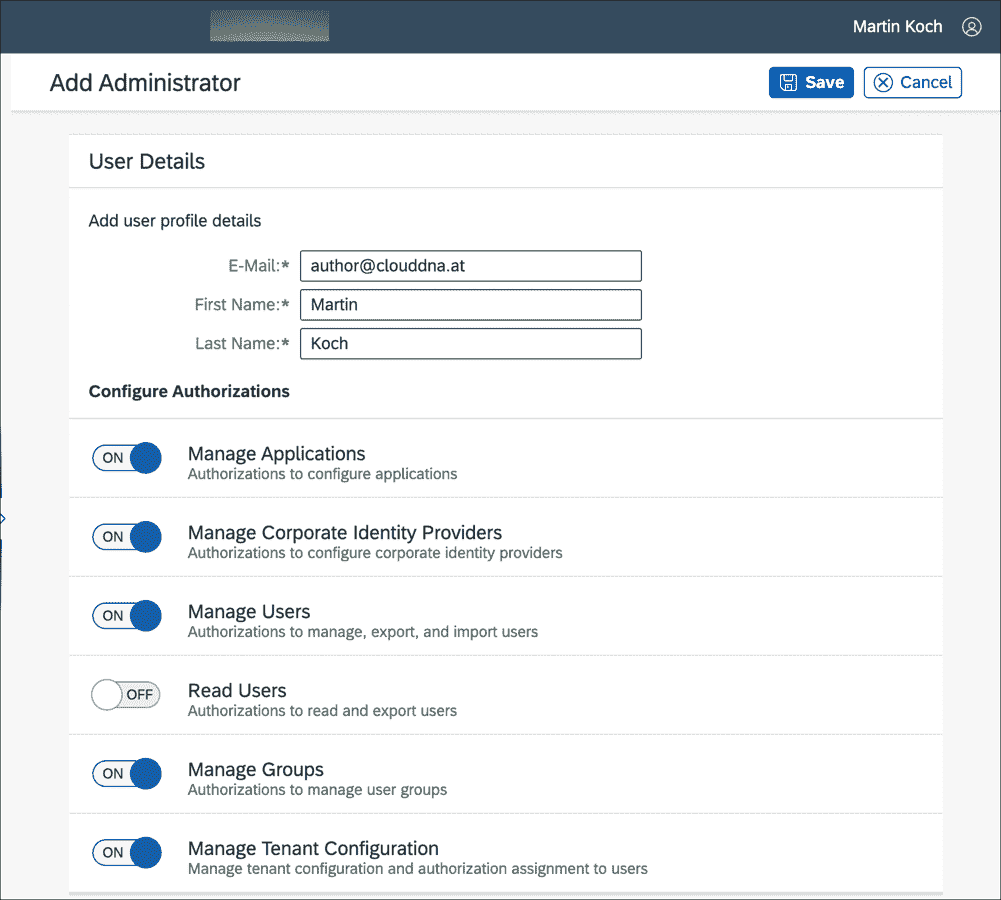 Martin Koch
Add Administrator
Save
Cancel
User Details
Add user profile details
E-Mail:*
author@clouddna.at
First Name:*
Martin
Last Name:*
Koch
Configure Authorizations
ON
Manage Applications
Authorizations to configure applications
ON
Manage Corporate Identity Providers
Authorizations to configure corporate identity providers
ON
Manage Users
Authorizations to manage, export, and import users
OFF
Read Users
Authorizations to read and export users
ON
Manage Groups
Authorizations to manage user groups
ON
Manage Tenant Configuration
Manage tenant configuration and authorization assignment to users